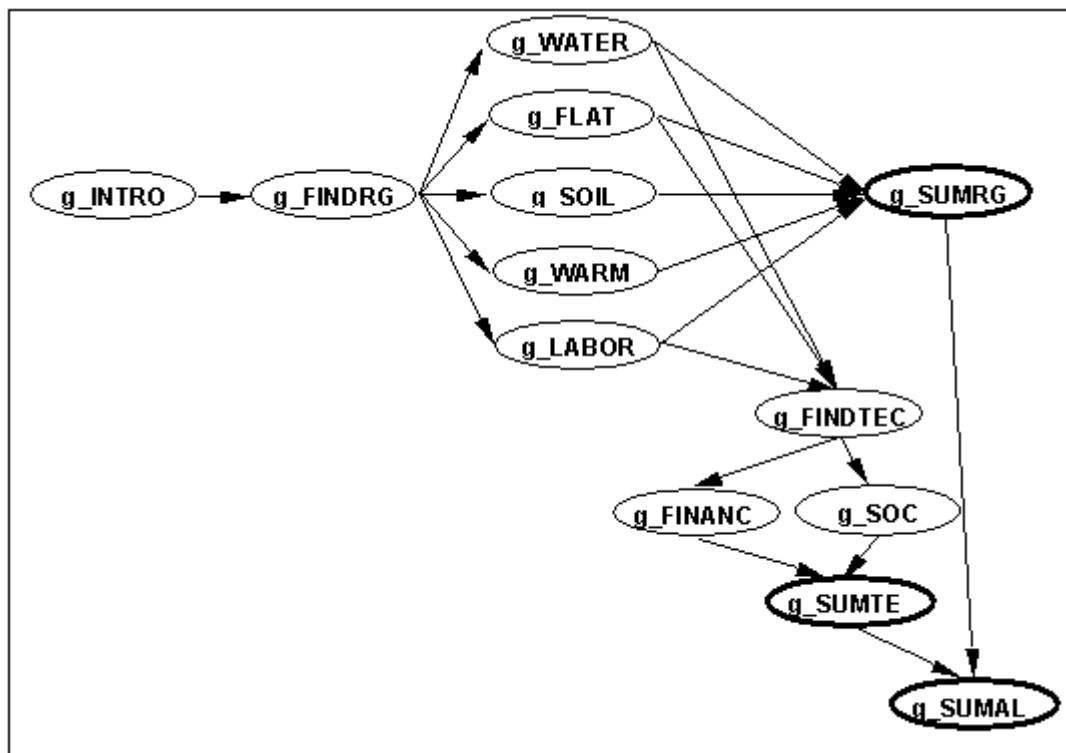 g_WATER
g_FLAT
g_INTRO
g_FINDRG
g_SOIL
g_SUMRG
g_WARM
g_LABOR
g_FINDTEC
g_FINANC
g_SOC
g_SUMTE
g_SUMAL